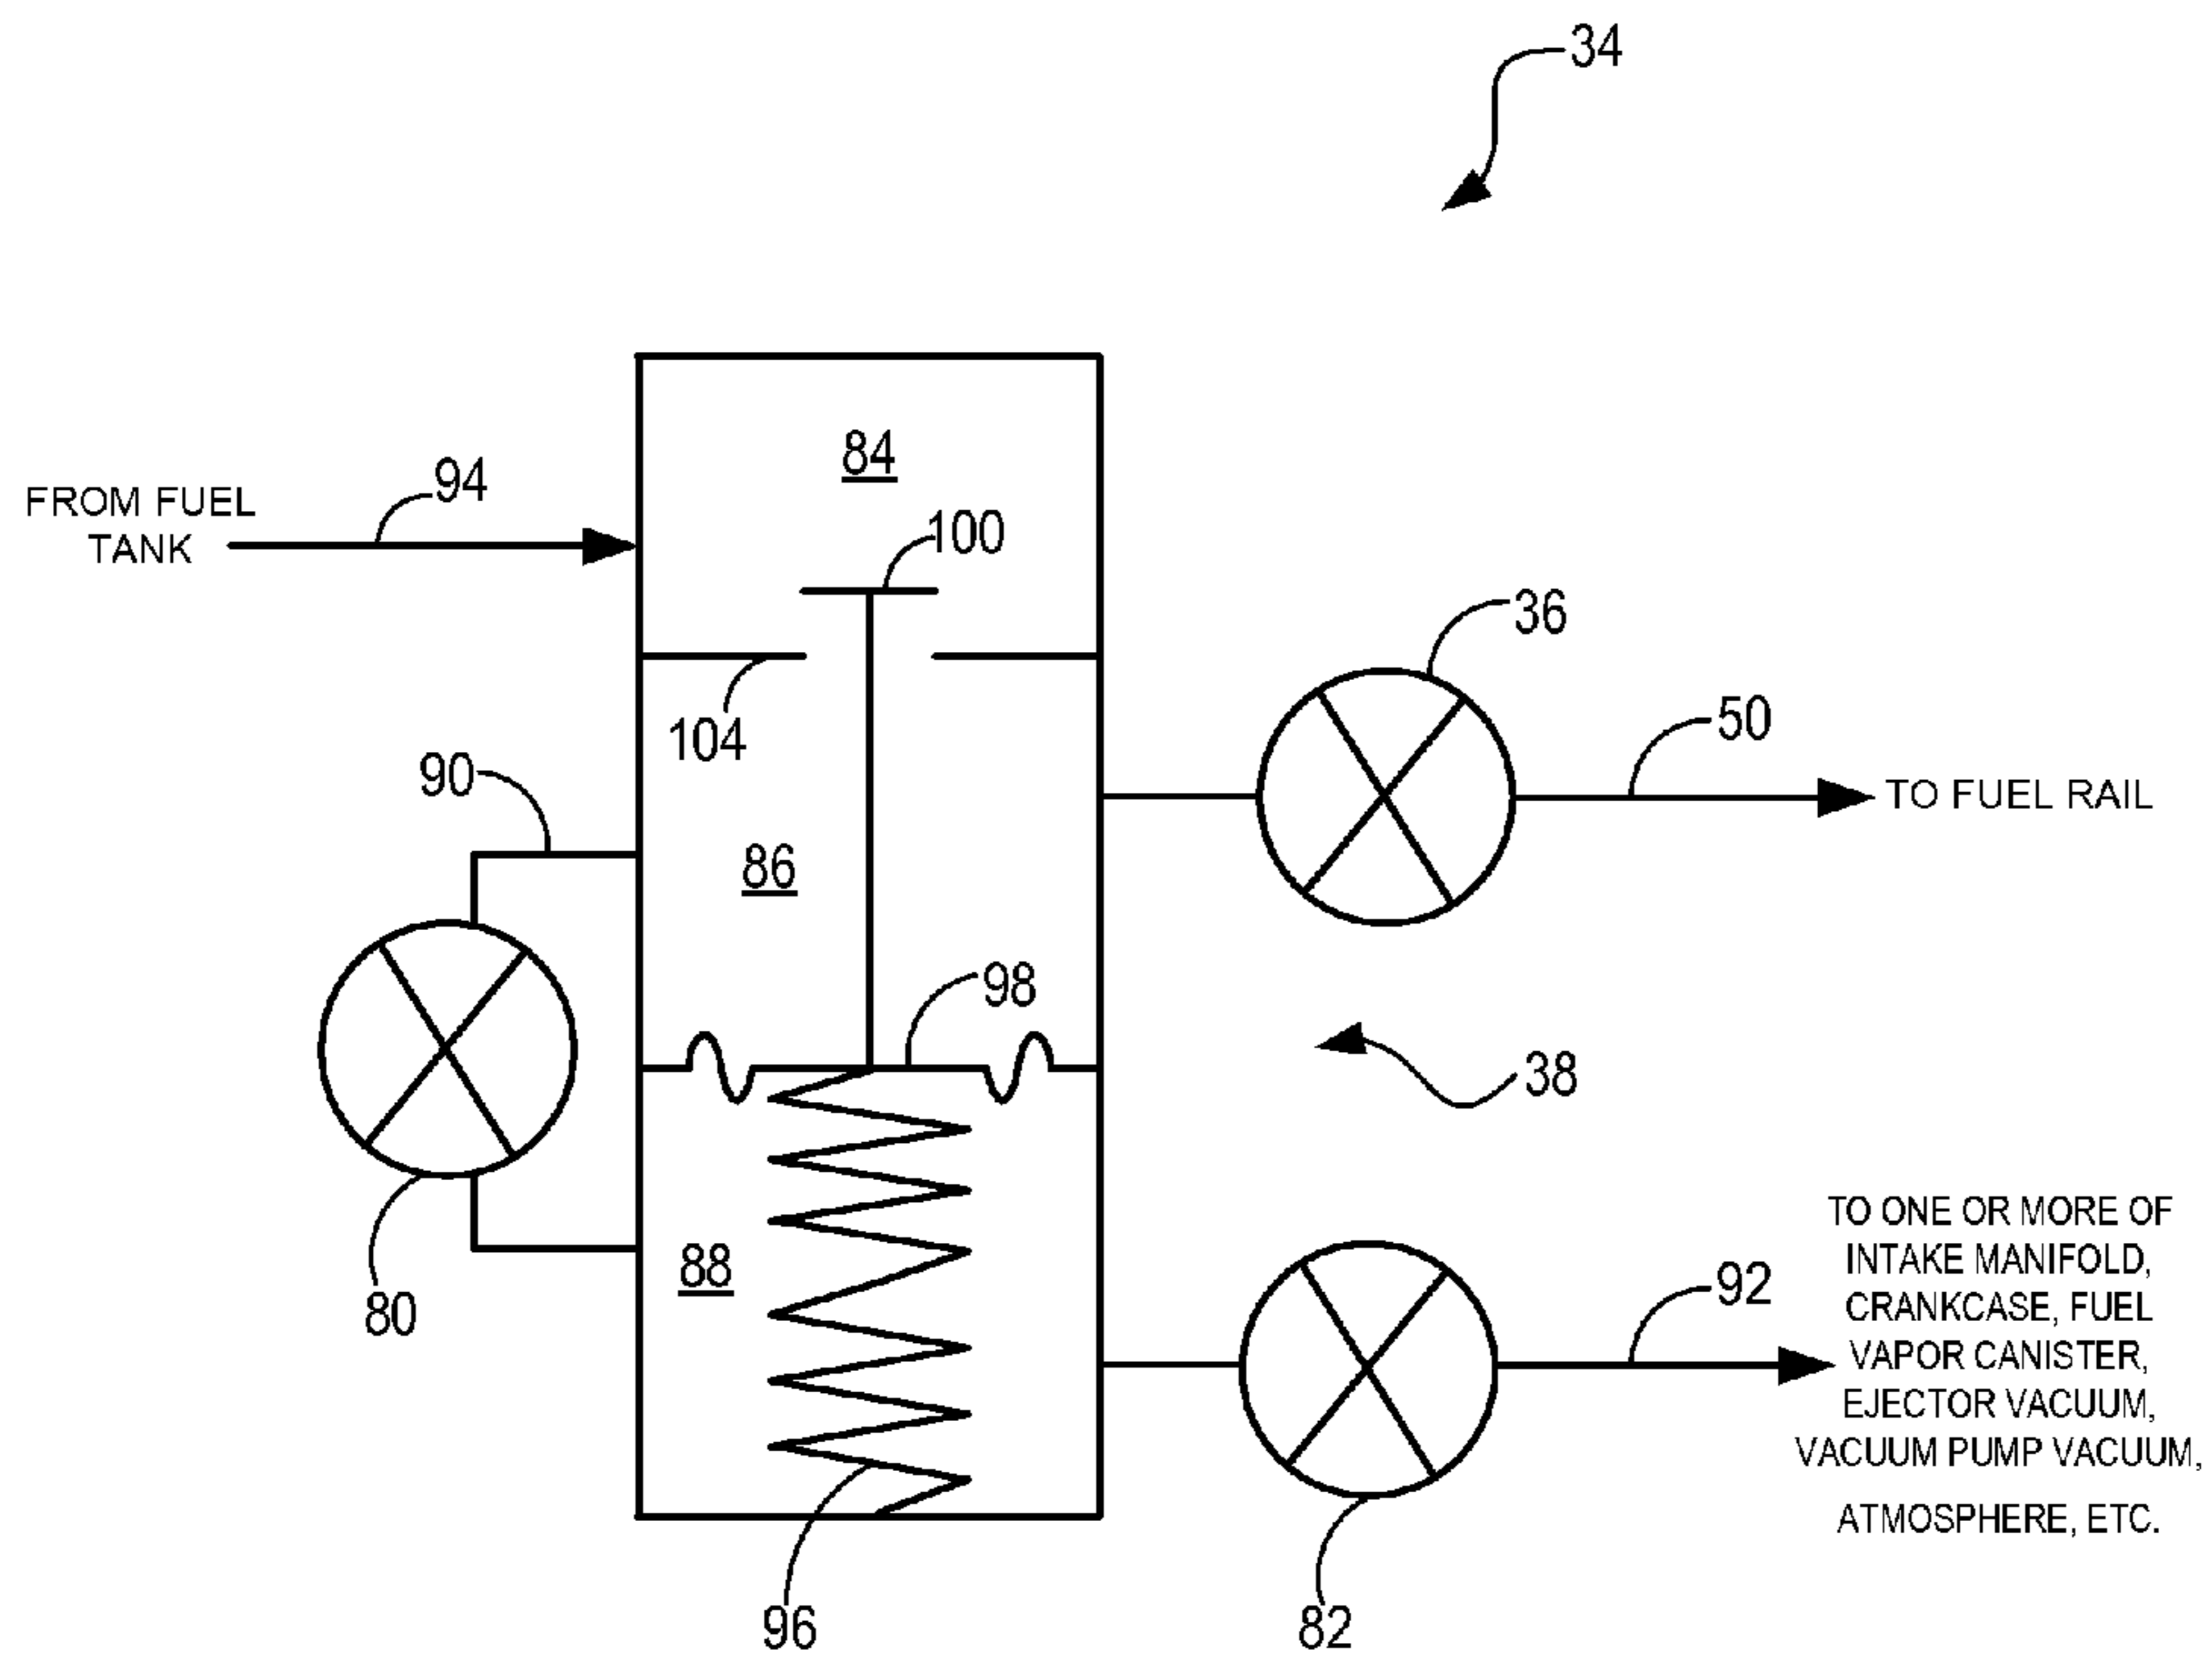 34
84
94
FROM FUEL
TANK
100
36
104
50
90
TO FUEL RAIL
86
98
38
TO ONE OR MORE OF
INTAKE MANIFOLD,
CRANKCASE, FUEL
VAPOR CANISTER,
EJECTOR VACUUM,
VACUUM PUMP VACUUM,
ATMOSPHERE, ETC.
88
92
80
96
82